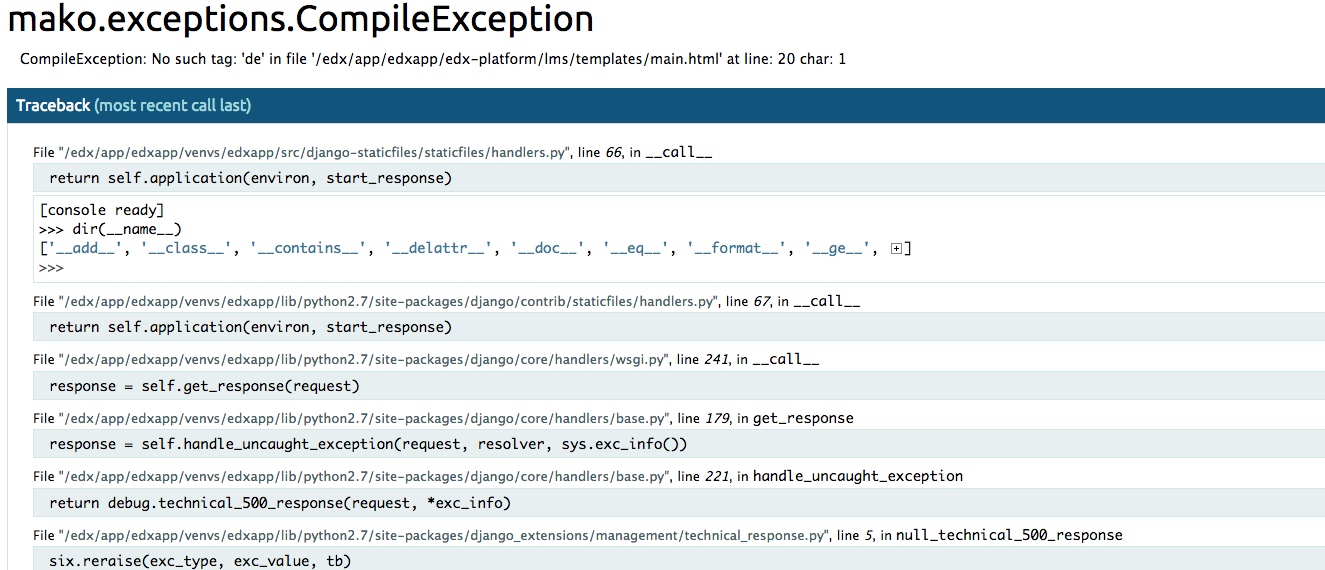 mako.exceptions.CompileException
CompileException: No such tag: 'de' in file '/edx/app/edxapp/edx-platform/lms/templates/main.html' at line: 20 char: 1
Traceback (most recent call last)
File "/edx/app/edxapp/venvs/edxapp/src/django-staticfiles/staticfiles/handlers.py", line 66, in __call__
return self.application(environ, start_response)
[console ready]
>>> dir(__name__)
['__add__', '__class__', '__contains__', '__delattr__', '__doc__', '__eq__', '__format__', '__ge__', +]
>>>
File "/edx/app/edxapp/venvs/edxapp/lib/python2.7/site-packages/django/contrib/staticfiles/handlers.py", line 67, in __call__
return self.application(environ, start_response)
File "/edx/app/edxapp/venvs/edxapp/lib/python2.7/site-packages/django/core/handlers/wsgi.py", line 241, in __call__
response = self.get_response(request)
File "/edx/app/edxapp/venvs/edxapp/lib/python2.7/site-packages/django/core/handlers/base.py", line 179, in get_response
response = self.handle_uncaught_exception(request, resolver, sys.exc_info())
File "/edx/app/edxapp/venvs/edxapp/lib/python2.7/site-packages/django/core/handlers/base.py", line 221, in handle_uncaught_exception
return debug.technical_500_response(request, *exc_info)
File "/edx/app/edxapp/venvs/edxapp/lib/python2.7/site-packages/django_extensions/management/technical_response.py", line 5, in null_technical_500_response
six.reraise(exc_type, exc_value, tb)